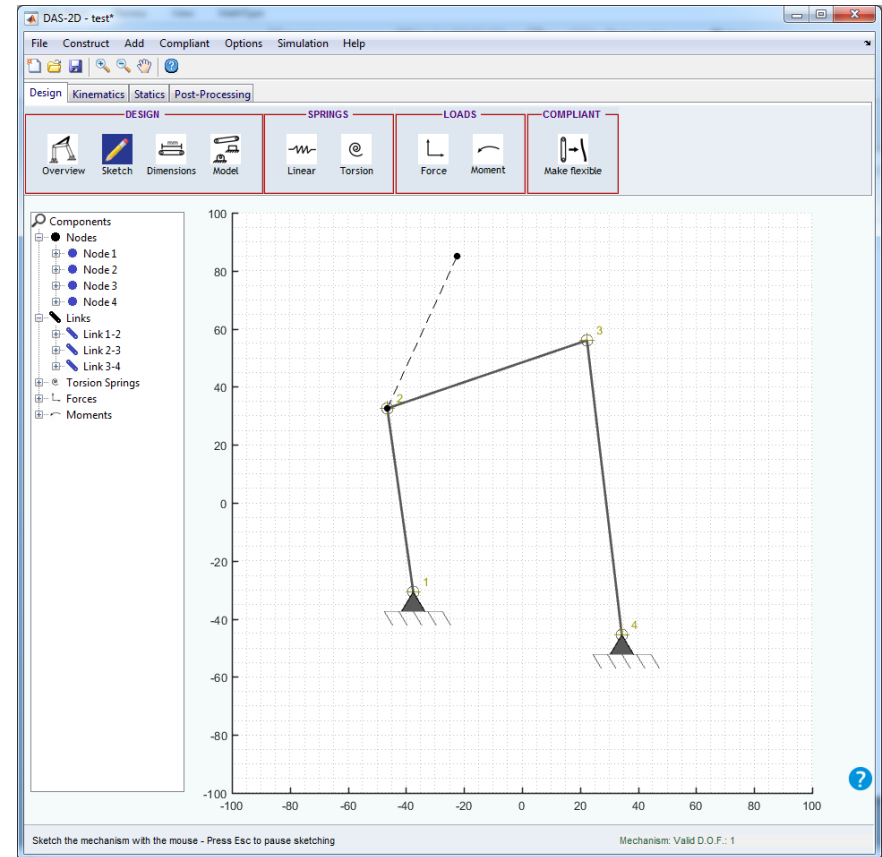 DAS-2D - test*
File Construct Add Compliant Options Simulation Help
Design Kinematics Statics Post-Processing
DESIGN SPRINGS LOADS COMPLIANT
Overview Sketch Dimensions Model Linear Torsion Force Moment Make flexible
Components
Nodes
Node 1
Node 2
Node 3
Node 4
Links
Link 1-2
Link 2-3
Link 3-4
Torsion Springs
Forces
Moments
100
80
60
40
20
0
-20
-40
-60
-80
-100
3
2
1
4
-100 -80 -60 -40 -20 0 20 40 60 80 100
Sketch the mechanism with the mouse - Press Esc to pause sketching
Mechanism: Valid D.O.F.: 1